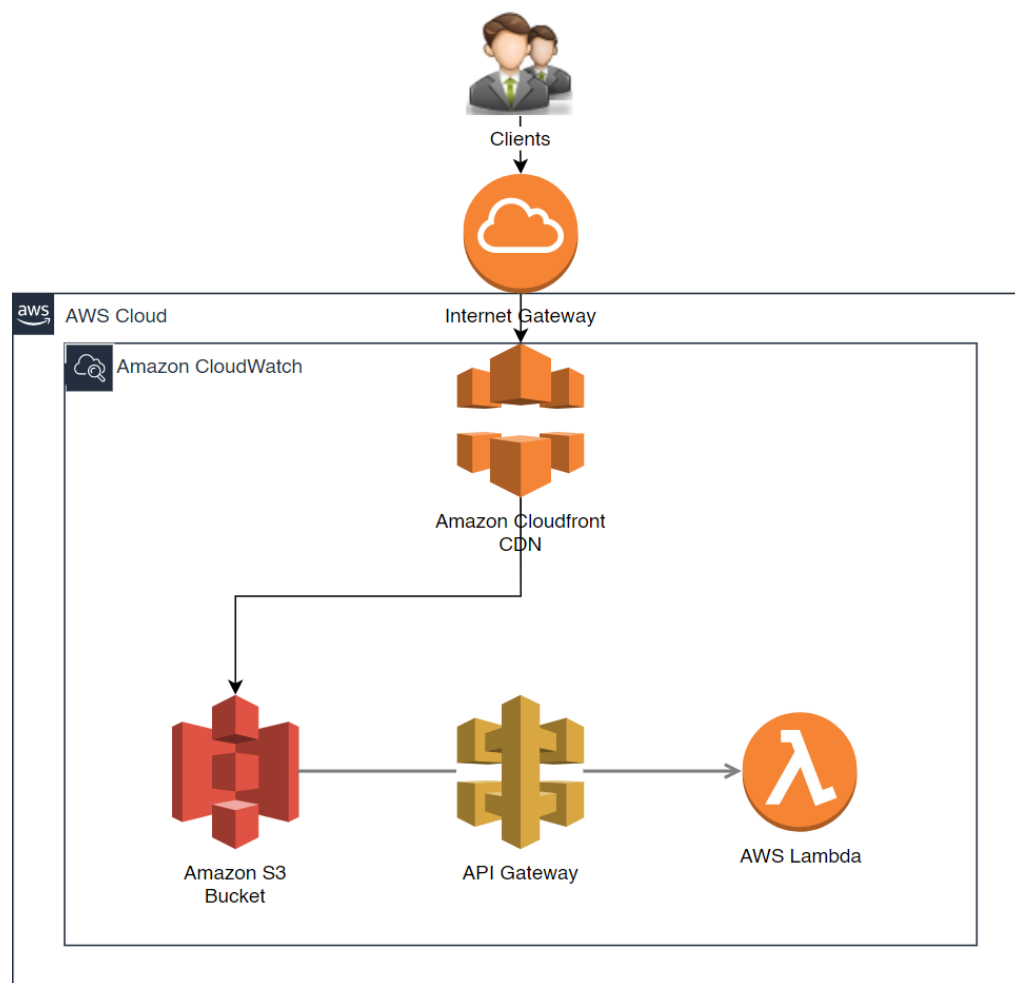 Clients
aws
AWS Cloud
Internet Gateway
Amazon CloudWatch
Amazon Cloudfront
CDN
Amazon S3
Bucket
API Gateway
AWS Lambda